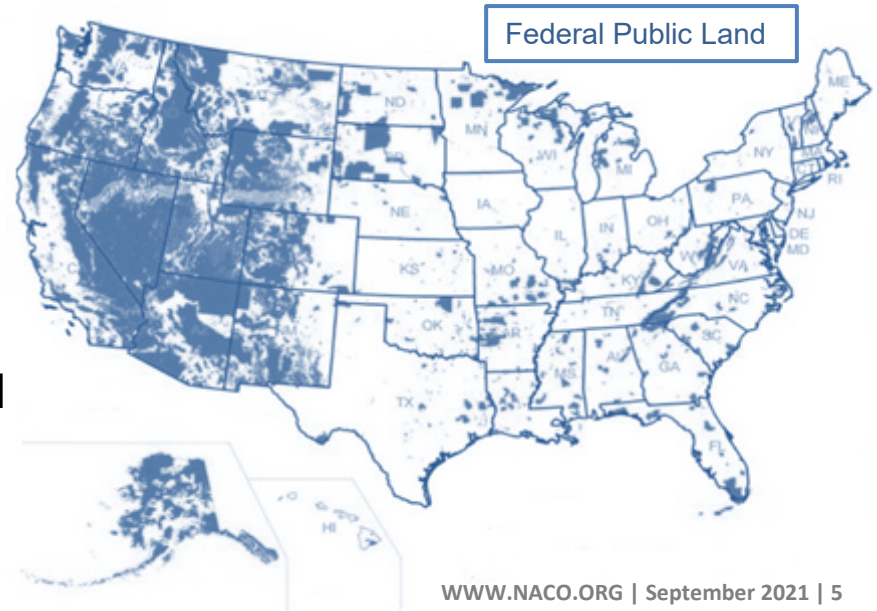 Federal Public Land
ME
ND
MN
WI
MI
NY
MA
CT
RI
PA
NJ
DE
MD
NE
IA
IL
IN
OH
VA
KS
MO
KY
NC
TN
OK
AR
SC
MS
AL
GA
TX
FL
HI
WWW.NACO.ORG | September 2021 | 5